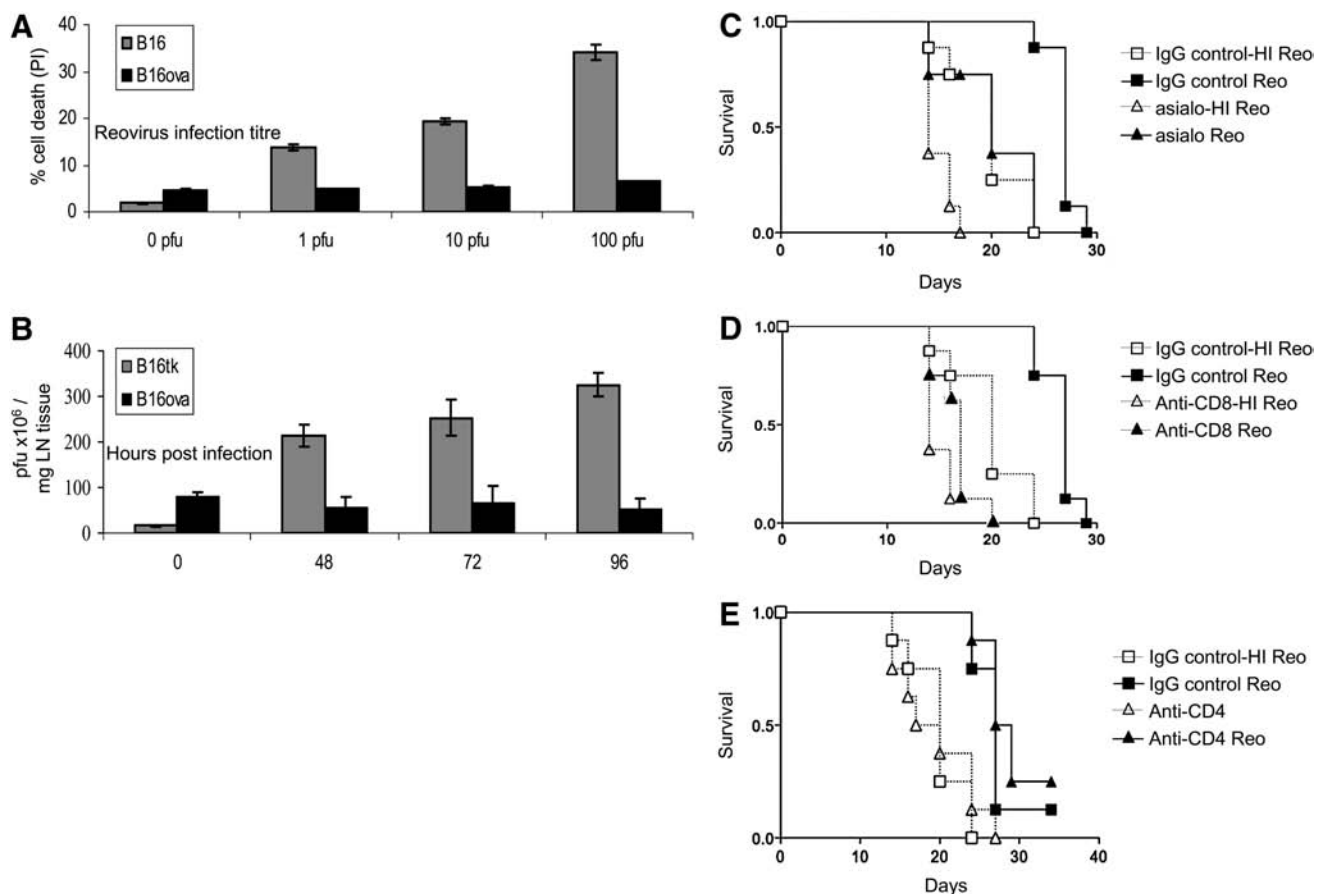 A
% cell death (PI)
40
30
20
10
0
B16
B16ova
Reovirus infection titre
0 pfu
1 pfu
10 pfu
100 pfu
B
pfu x10⁶ /
mg LN tissue
400
300
200
100
0
B16tk
B16ova
Hours post infection
0
48
72
96
C
Survival
1.0
0.5
0.0
0
10
20
30
Days
IgG control-HI Reo
IgG control Reo
asialo-HI Reo
asialo Reo
D
Survival
1.0
0.5
0.0
0
10
20
30
Days
IgG control-HI Reo
IgG control Reo
Anti-CD8-HI Reo
Anti-CD8 Reo
E
Survival
1.0
0.5
0.0
0
10
20
30
40
Days
IgG control-HI Reo
IgG control Reo
Anti-CD4
Anti-CD4 Reo